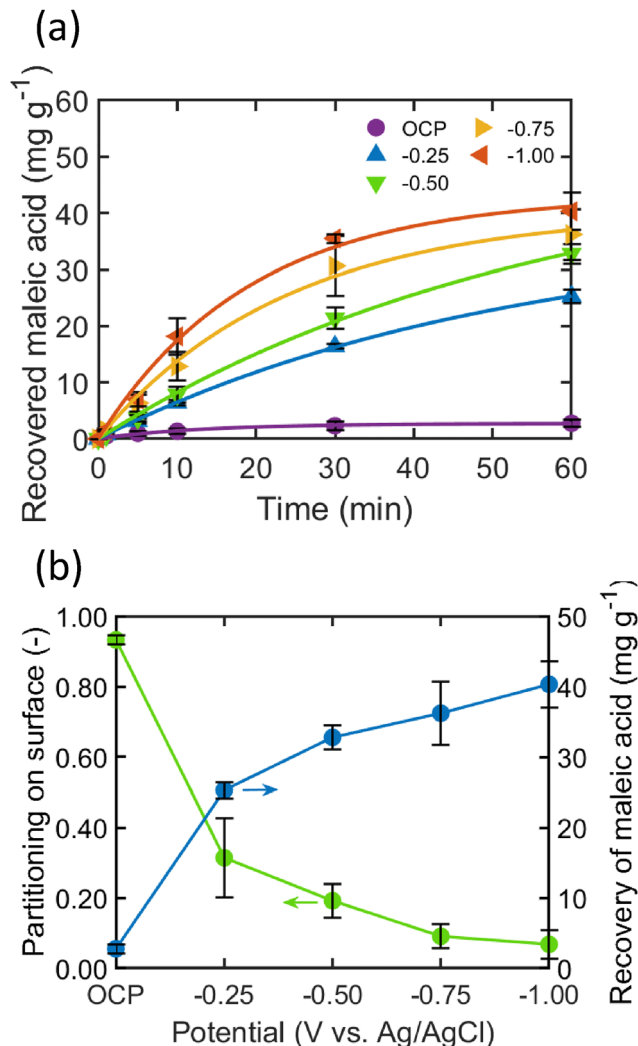 (a)
Recovered maleic acid (mg g⁻¹)
60
50
40
30
20
10
0
OCP
-0.25
-0.50
-0.75
-1.00
0 10 20 30 40 50 60
Time (min)
(b)
Partitioning on surface (-)
1.00
0.80
0.60
0.40
0.20
0.00
50
40
30
20
10
0
Recovery of maleic acid (mg g⁻¹)
OCP -0.25 -0.50 -0.75 -1.00
Potential (V vs. Ag/AgCl)